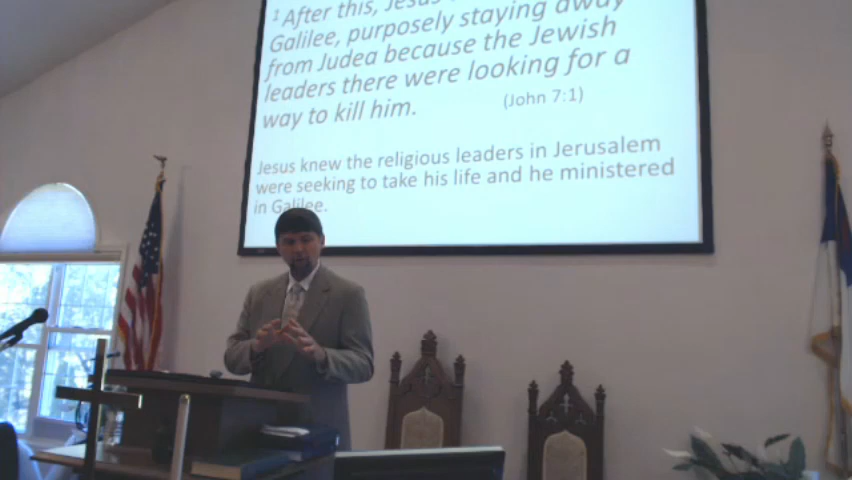 1 After this, Jesus
Galilee, purposely staying away
from Judea because the Jewish
leaders there were looking for a
way to kill him. (John 7:1)
Jesus knew the religious leaders in Jerusalem
were seeking to take his life and he ministered
in Galilee.